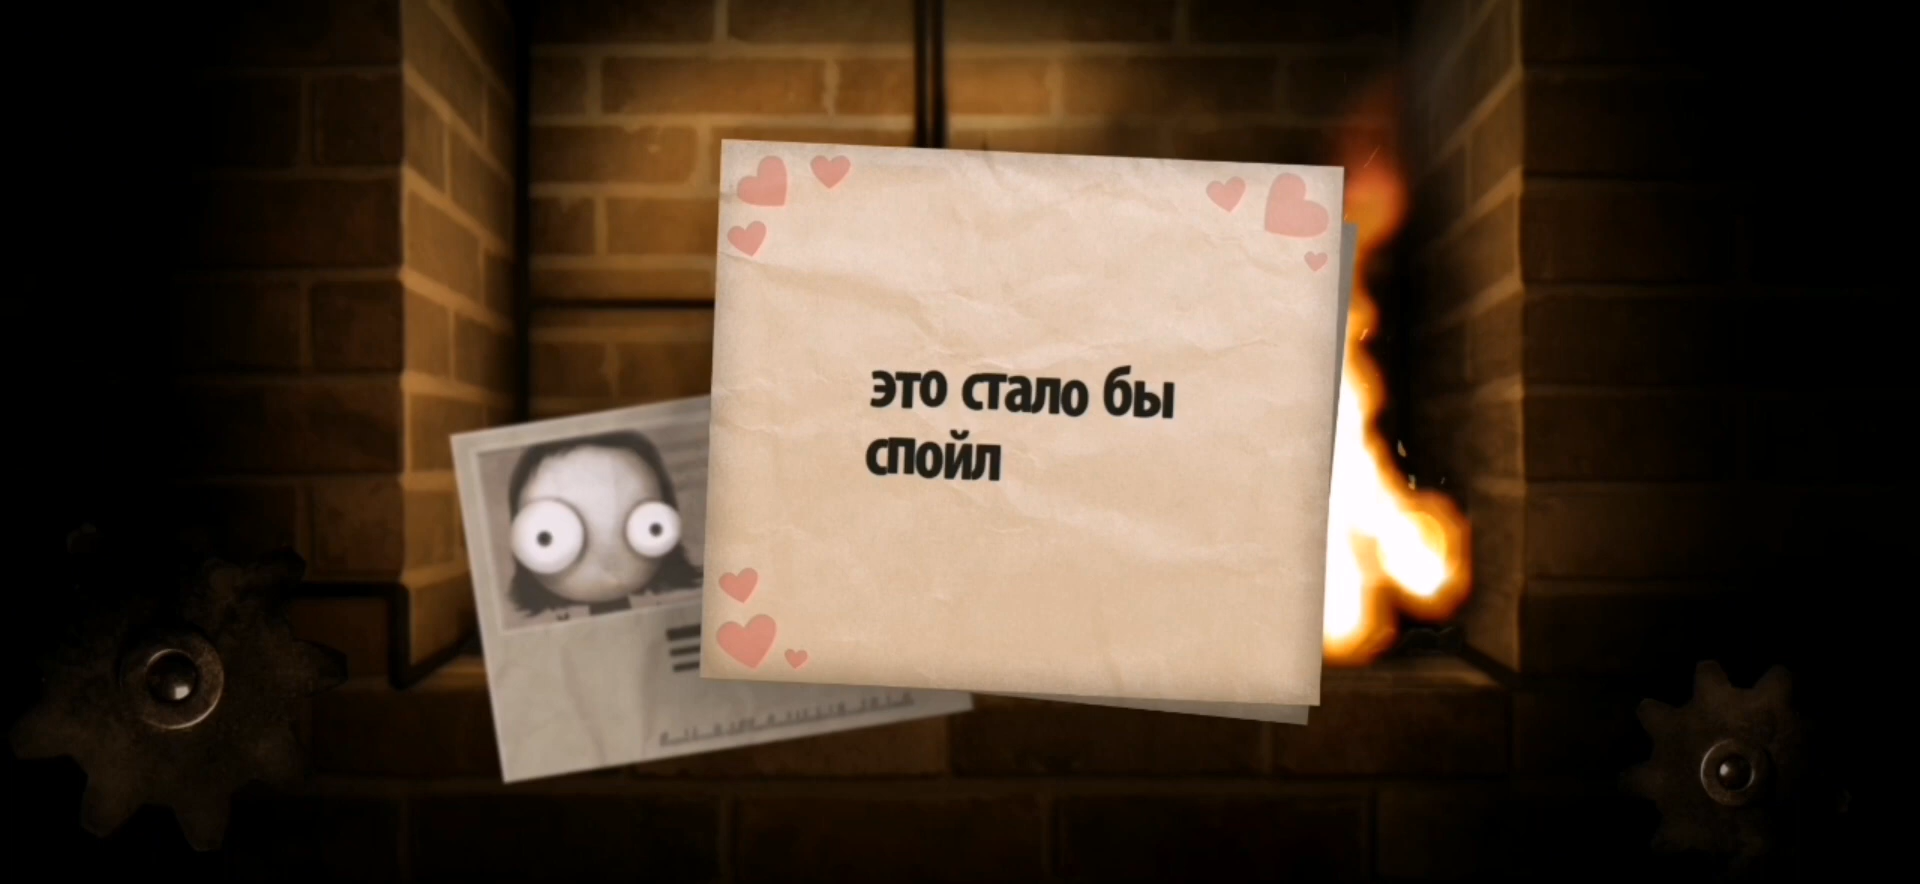 это стало бы
спойл